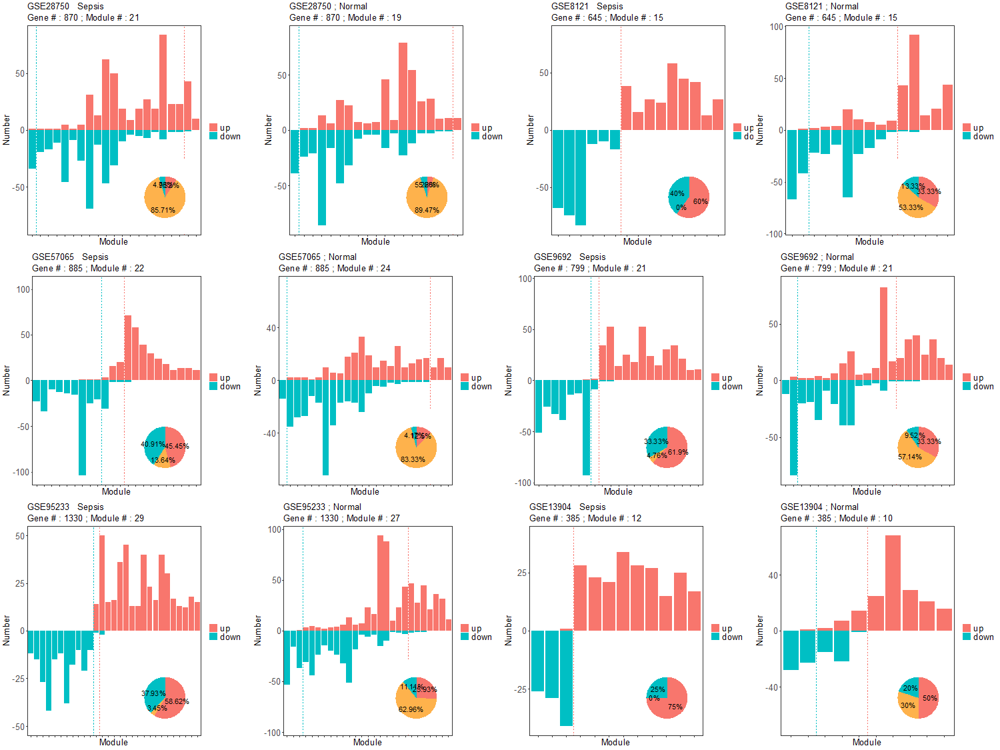 GSE28750   Sepsis
Gene # : 870 ; Module # : 21
50
0
-50
Number
Module
up
down
85.71%
GSE28750 ; Normal
Gene # : 870 ; Module # : 19
50
0
-50
Number
Module
up
down
89.47%
GSE8121   Sepsis
Gene # : 645 ; Module # : 15
50
0
-50
Number
Module
up
do
40%
0%
60%
GSE8121 ; Normal
Gene # : 645 ; Module # : 15
100
50
0
-50
-100
Number
Module
up
down
13.33%
33.33%
53.33%
GSE57065   Sepsis
Gene # : 885 ; Module # : 22
100
50
0
-50
-100
Number
Module
up
down
40.91%
45.45%
13.64%
GSE57065 ; Normal
Gene # : 885 ; Module # : 24
40
0
-40
Number
Module
up
down
83.33%
GSE9692   Sepsis
Gene # : 799 ; Module # : 21
100
50
0
-50
-100
Number
Module
up
down
33.33%
4.76%
61.9%
GSE9692 ; Normal
Gene # : 799 ; Module # : 21
50
0
-50
Number
Module
up
down
9.52%
33.33%
57.14%
GSE95233   Sepsis
Gene # : 1330 ; Module # : 29
50
25
0
-25
-50
Number
Module
up
down
37.93%
58.62%
3.45%
GSE95233 ; Normal
Gene # : 1330 ; Module # : 27
100
50
0
-50
-100
Number
Module
up
down
11.11%
25.93%
62.96%
GSE13904   Sepsis
Gene # : 385 ; Module # : 12
25
0
-25
Number
Module
up
down
25%
0%
75%
GSE13904 ; Normal
Gene # : 385 ; Module # : 10
40
0
-40
Number
Module
up
down
20%
50%
30%